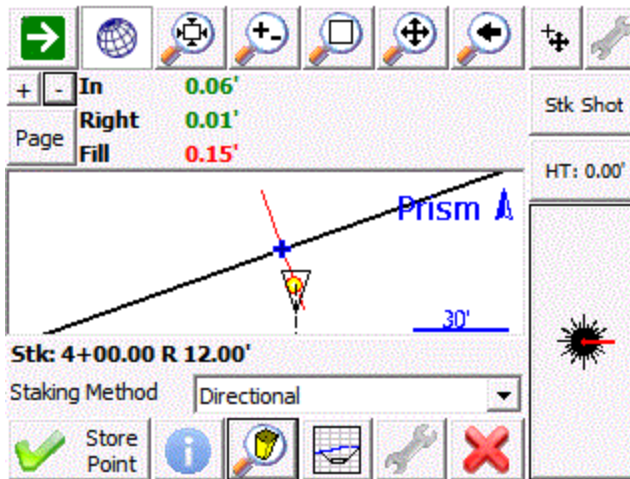 + - In 0.06'
Page Right 0.01'
Fill 0.15'
Stk Shot
HT: 0.00'
Prism
30'
Stk: 4+00.00 R 12.00'
Staking Method Directional
Store
Point